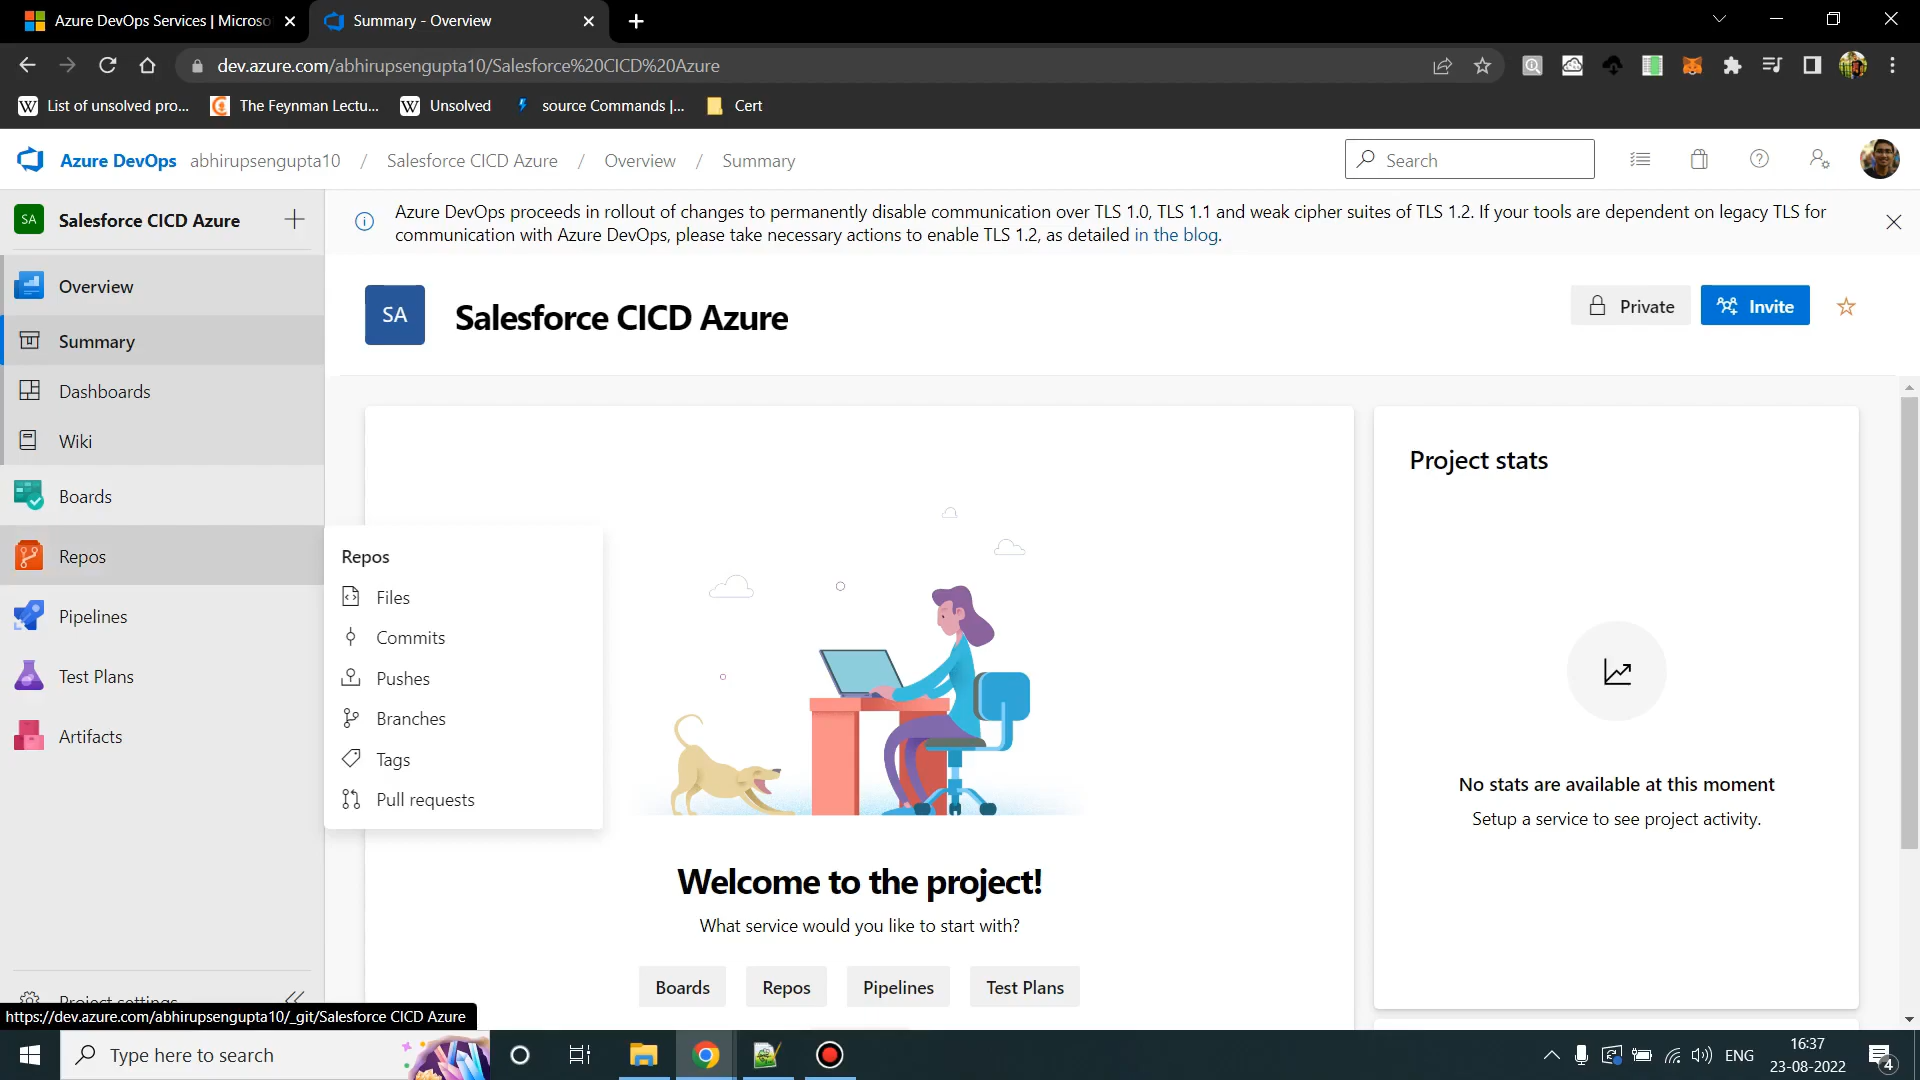 Azure DevOps Services | Microso
Summary - Overview
dev.azure.com/abhirupsengupta10/Salesforce%20CICD%20Azure
List of unsolved pro...
The Feynman Lectu...
Unsolved
source Commands |...
Cert
Azure DevOps
abhirupsengupta10 / Salesforce CICD Azure / Overview / Summary
Search
SA
Salesforce CICD Azure
Azure DevOps proceeds in rollout of changes to permanently disable communication over TLS 1.0, TLS 1.1 and weak cipher suites of TLS 1.2. If your tools are dependent on legacy TLS for
communication with Azure DevOps, please take necessary actions to enable TLS 1.2, as detailed in the blog.
Overview
Summary
Dashboards
Wiki
Boards
Repos
Pipelines
Test Plans
Artifacts
Project settings
SA
Salesforce CICD Azure
Private
Invite
Repos
Files
Commits
Pushes
Branches
Tags
Pull requests
Welcome to the project!
What service would you like to start with?
Boards
Repos
Pipelines
Test Plans
Project stats
No stats are available at this moment
Setup a service to see project activity.
https://dev.azure.com/abhirupsengupta10/_git/Salesforce CICD Azure
Type here to search
ENG
16:37
23-08-2022
4